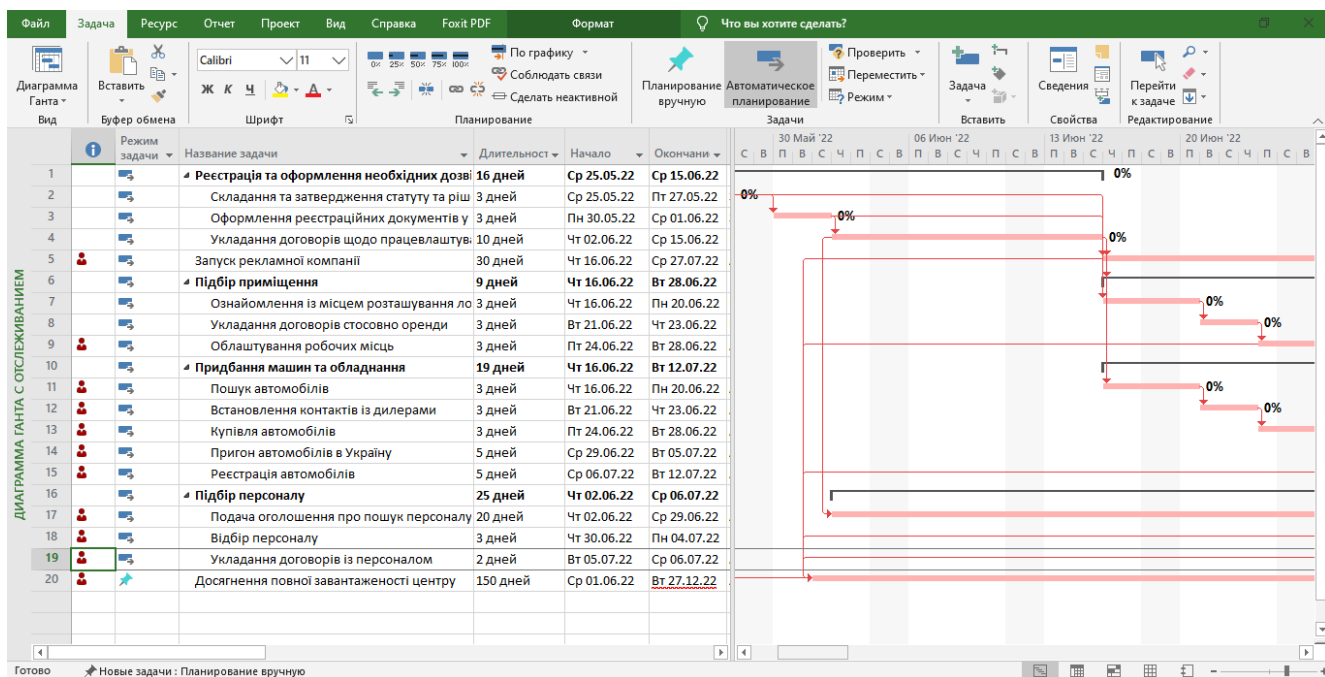 Файл Задача Ресурс Отчет Проект Вид Справка Foxit PDF Формат Что вы хотите сделать?
Диаграмма Ганта
Вид
Вставить
Буфер обмена
Calibri 11
Ж К Ч А
Шрифт
0× 25× 50× 75× 100×
По графику
Соблюдать связи
Сделать неактивной
Планирование
Планирование вручную
Автоматическое планирование
Проверить
Переместить
Режим
Задачи
Задача
Вставить
Сведения
Свойства
Перейти к задаче
Редактирование
Режим задачи Название задачи Длительност Начало Окончани
30 Май '22 06 Июн '22 13 Июн '22 20 Июн '22
С В П В С Ч П С В П В С Ч П С В П В С Ч П С В П В С Ч П С В
ДИАГРАММА ГАНТА С ОТСЛЕЖИВАНИЕМ
1 Реєстрація та оформлення необхідних дозві 16 дней Ср 25.05.22 Ср 15.06.22 0%
2 Складання та затвердження статуту та ріш 3 дней Ср 25.05.22 Пт 27.05.22 0%
3 Оформлення реєстраційних документів у 3 дней Пн 30.05.22 Ср 01.06.22 0%
4 Укладання договорів щодо працевлаштув 10 дней Чт 02.06.22 Ср 15.06.22 0%
5 Запуск рекламної компанії 30 дней Чт 16.06.22 Ср 27.07.22
6 Підбір приміщення 9 дней Чт 16.06.22 Вт 28.06.22
7 Ознайомлення із місцем розташування ло 3 дней Чт 16.06.22 Пн 20.06.22 0%
8 Укладання договорів стосовно оренди 3 дней Вт 21.06.22 Чт 23.06.22 0%
9 Облаштування робочих місць 3 дней Пт 24.06.22 Вт 28.06.22
10 Придбання машин та обладнання 19 дней Чт 16.06.22 Вт 12.07.22
11 Пошук автомобілів 3 дней Чт 16.06.22 Пн 20.06.22 0%
12 Встановлення контактів із дилерами 3 дней Вт 21.06.22 Чт 23.06.22 0%
13 Купівля автомобілів 3 дней Пт 24.06.22 Вт 28.06.22
14 Пригон автомобілів в Україну 5 дней Ср 29.06.22 Вт 05.07.22
15 Реєстрація автомобілів 5 дней Ср 06.07.22 Вт 12.07.22
16 Підбір персоналу 25 дней Чт 02.06.22 Ср 06.07.22
17 Подача оголошення про пошук персоналу 20 дней Чт 02.06.22 Ср 29.06.22
18 Відбір персоналу 3 дней Чт 30.06.22 Пн 04.07.22
19 Укладання договорів із персоналом 2 дней Вт 05.07.22 Ср 06.07.22
20 Досягнення повної завантаженості центру 150 дней Ср 01.06.22 Вт 27.12.22
Готово Новые задачи : Планирование вручную